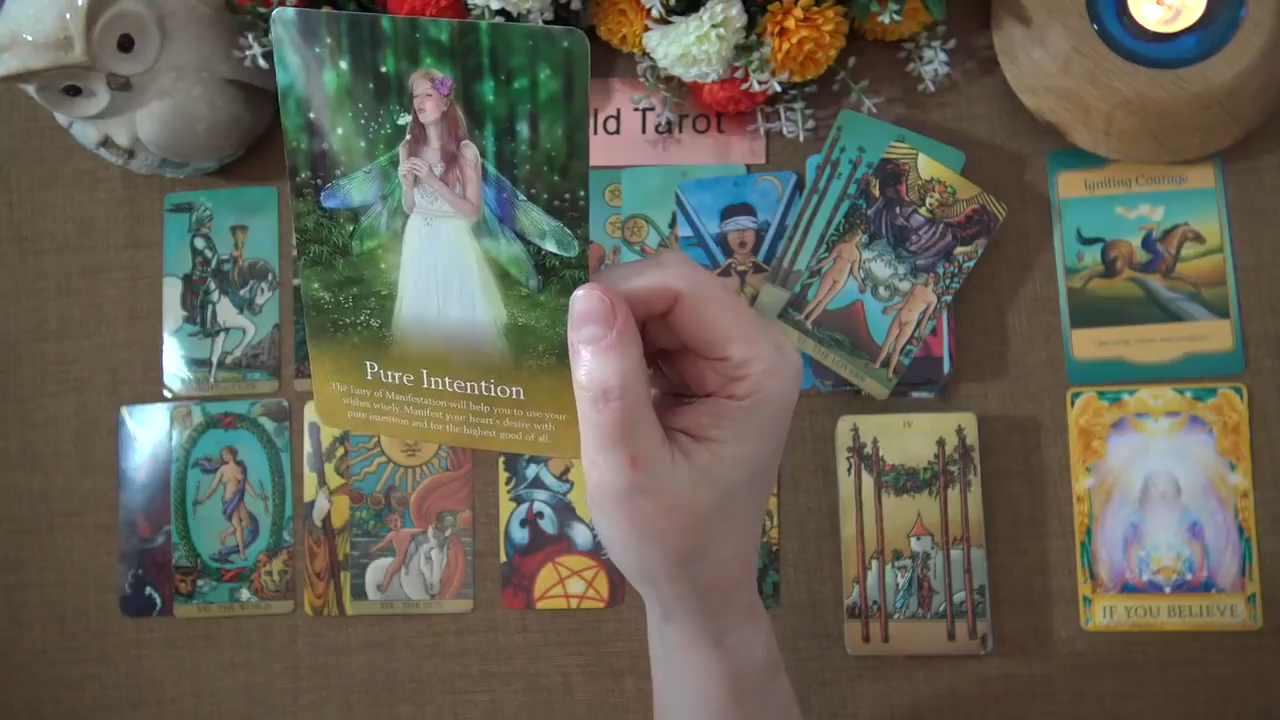 ld Tarot
Igniting Courage
Pure Intention
The Fairy of Manifestation will help you to use your
wishes wisely. Manifest your heart's desire with
pure intention and for the highest good of all.
IV
XXI. THE WORLD
XIX. THE SUN
THE LOVERS
IF YOU BELIEVE